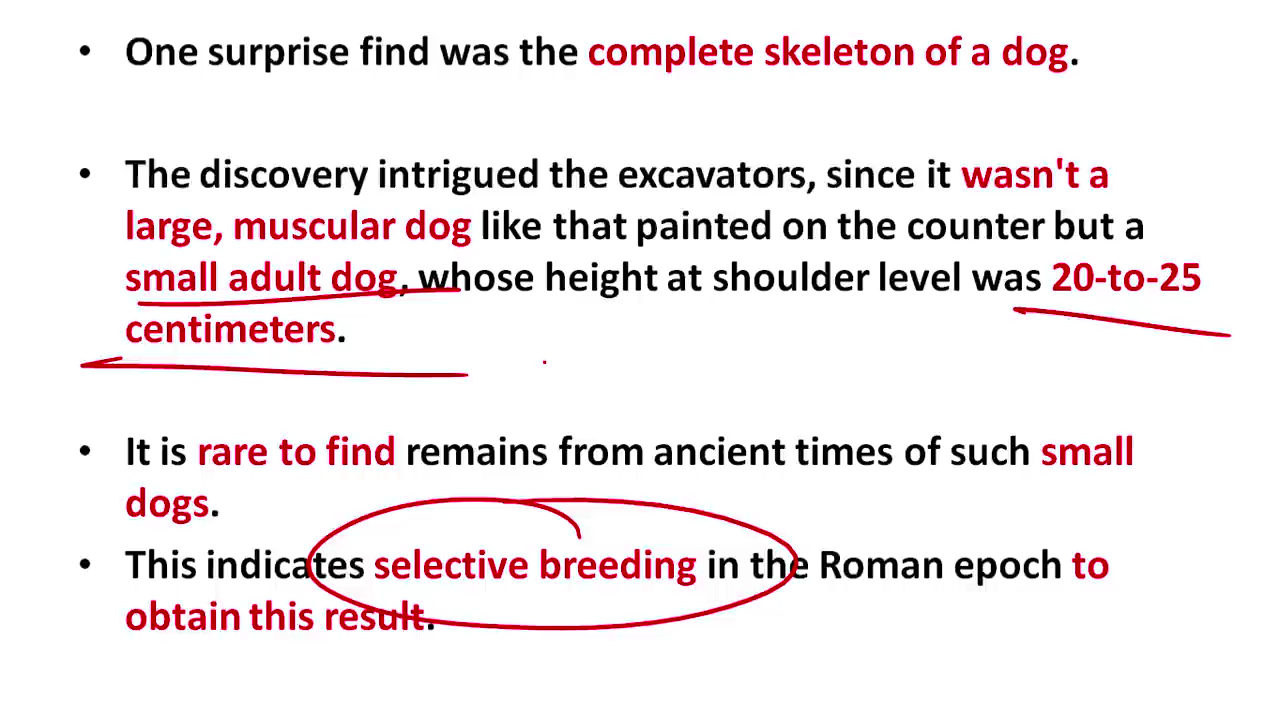 • One surprise find was the complete skeleton of a dog.
• The discovery intrigued the excavators, since it wasn't a
large, muscular dog like that painted on the counter but a
small adult dog, whose height at shoulder level was 20-to-25
centimeters.
• It is rare to find remains from ancient times of such small
dogs.
• This indicates selective breeding in the Roman epoch to
obtain this result.